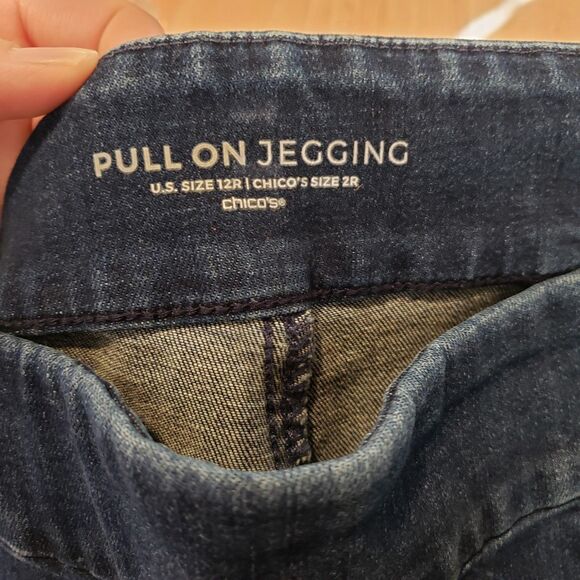 PULL ON JEGGING
U.S. SIZE 12R | CHICO'S SIZE 2R
chico's®